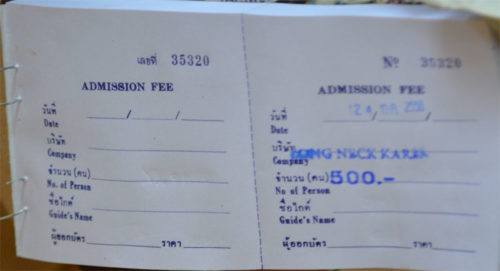 เลขที่ 35320
ADMISSION FEE
วันที่ / /
Date
บริษัท
Company
จำนวน (คน)
No. of Person
ชื่อไกด์
Guide's Name
ผู้ออกบัตร ราคา
Nº 35320
ADMISSION FEE
วันที่
Date
บริษัท
LONG NECK KAREN
Company
จำนวน (คน) 500.-
No of Person
ชื่อไกด์
Guide's Name
ผู้ออกบัตร ราคา